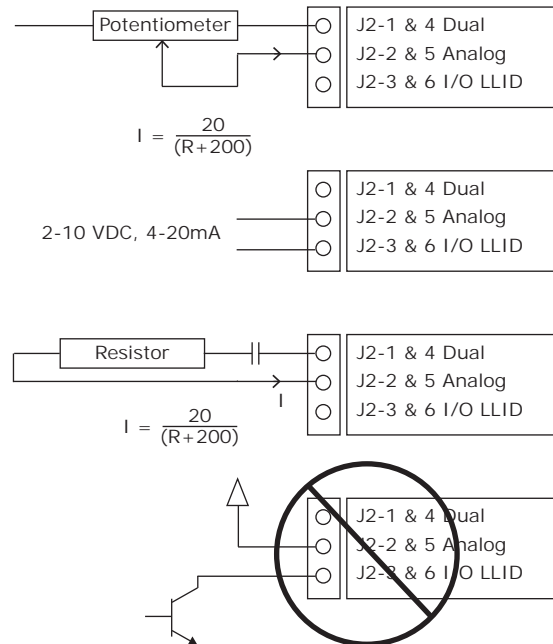 Potentiometer
J2-1 & 4 Dual
J2-2 & 5 Analog
J2-3 & 6 I/O LLID
I = 20
(R+200)
J2-1 & 4 Dual
J2-2 & 5 Analog
J2-3 & 6 I/O LLID
2-10 VDC, 4-20mA
Resistor
J2-1 & 4 Dual
J2-2 & 5 Analog
J2-3 & 6 I/O LLID
I
I = 20
(R+200)
J2-1 & 4 Dual
J2-2 & 5 Analog
J2-3 & 6 I/O LLID